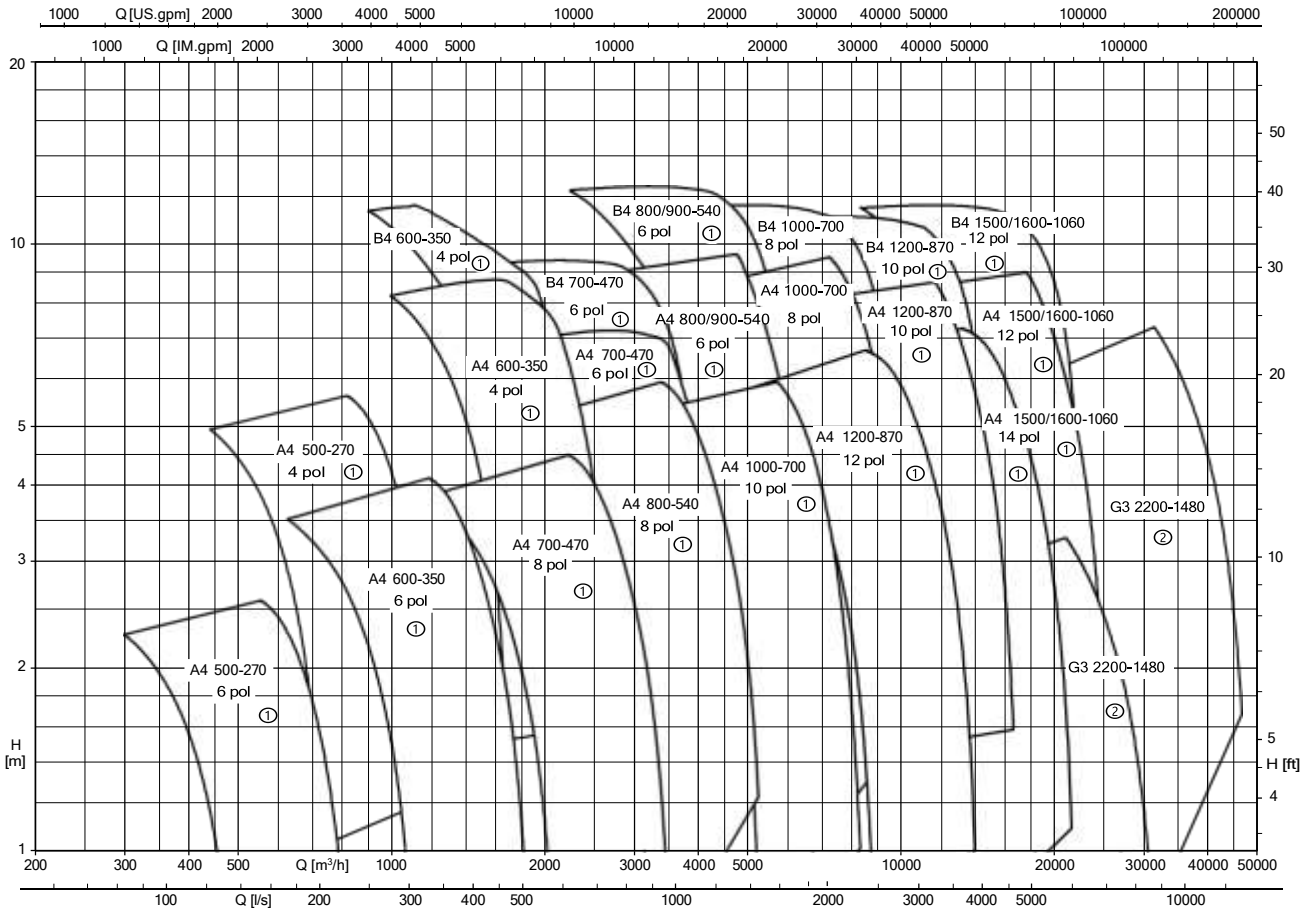 1000 Q [US.gpm] 2000 3000 4000 5000 10000 20000 30000 40000 50000 100000 200000
1000 Q [IM.gpm] 2000 3000 4000 5000 10000 20000 30000 40000 50000 100000
20
50
40
B4 800/900-540
6 pol 1
B4 1000-700
8 pol
B4 1500/1600-1060
12 pol
1
B4 600-350
4 pol 1
10
B4 1200-870
10 pol 1
30
B4 700-470
6 pol
1
A4 1000-700
8 pol
A4 800/900-540
6 pol
1
A4 1200-870
10 pol
1
A4 1500/1600-1060
12 pol
1
A4 700-470
6 pol 1
A4 600-350
4 pol
1
20
5
A4 1500/1600-1060
14 pol
1
1
A4 1200-870
12 pol
1
A4 500-270
4 pol 1
4
A4 1000-700
10 pol
1
A4 800-540
8 pol
1
G3 2200-1480
2
A4 700-470
8 pol
1
3
10
A4 600-350
6 pol
1
2
A4 500-270
6 pol
1
G3 2200-1480
2
H
[m]
5
H [ft]
4
1
200 300 400 500 Q [m³/h] 1000 2000 3000 4000 5000 10000 20000 30000 40000 50000
100 Q [l/s] 200 300 400 500 1000 2000 3000 4000 5000 10000